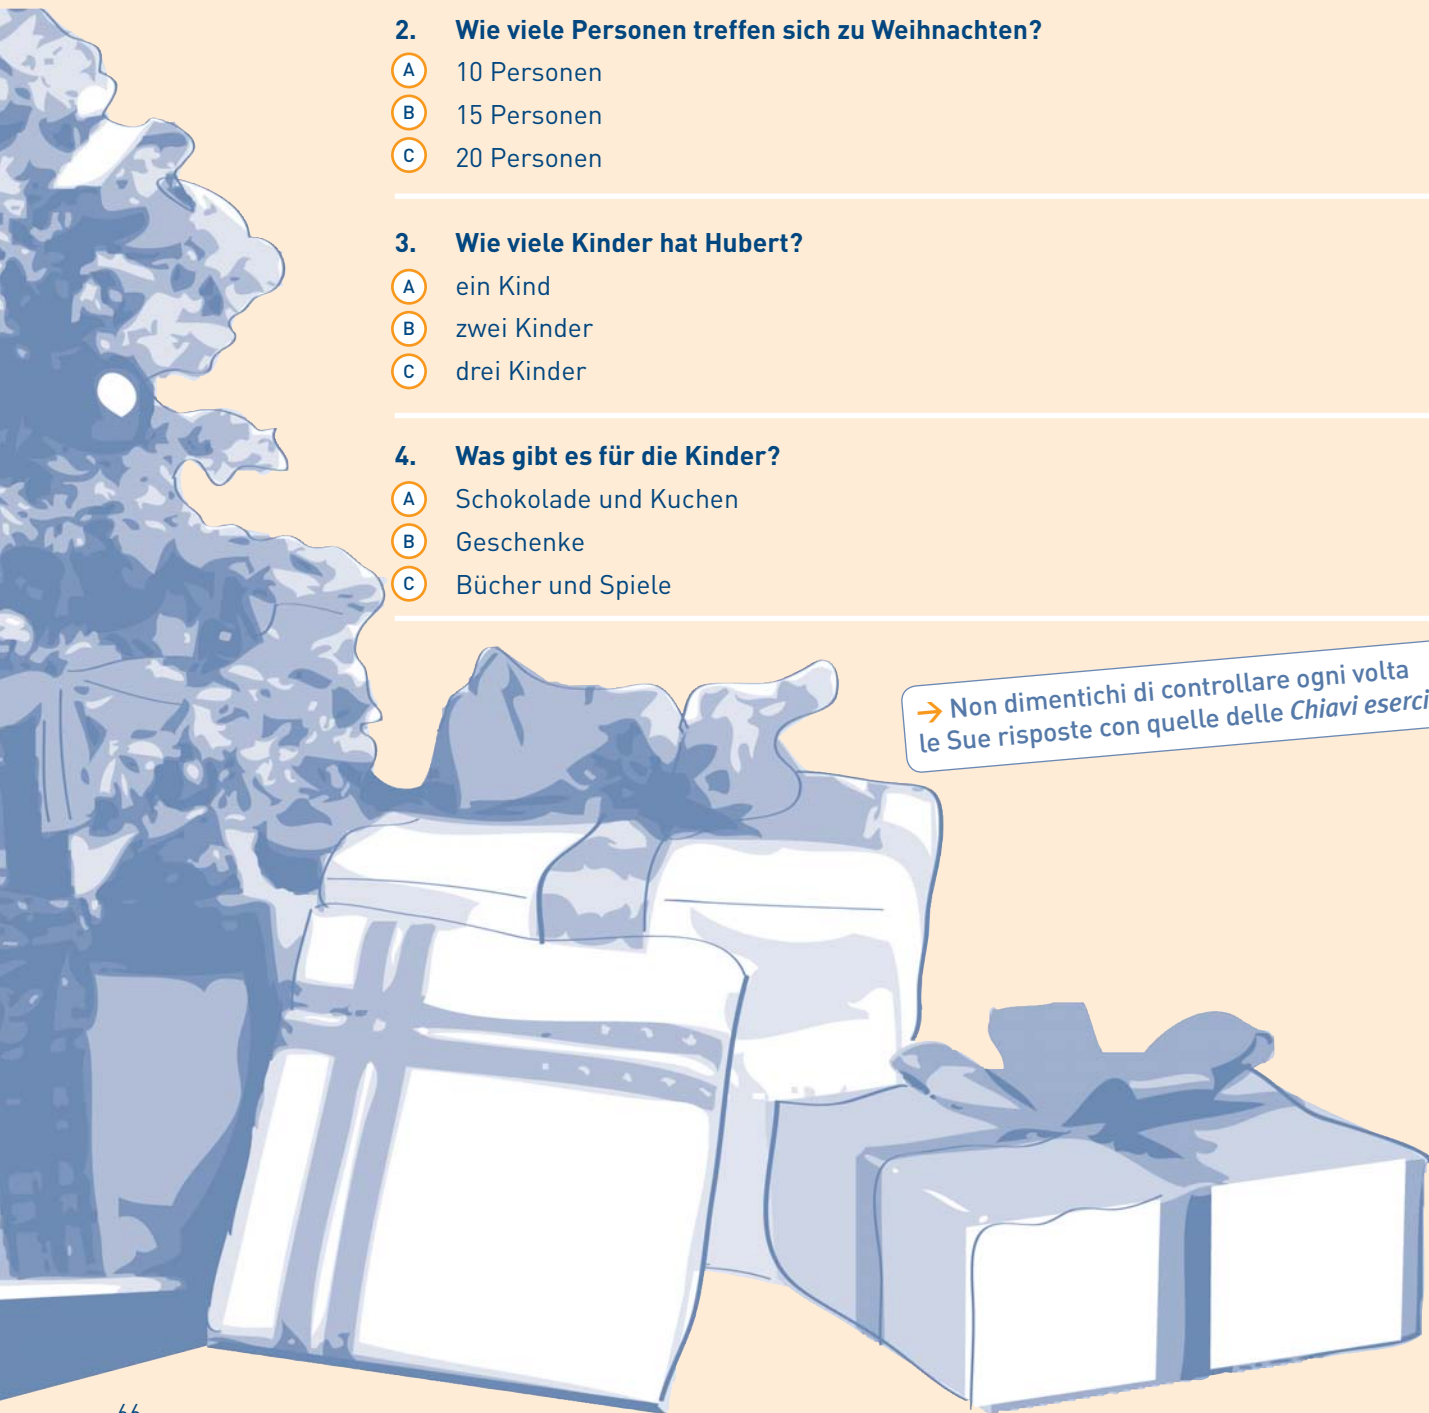 2. Wie viele Personen treffen sich zu Weihnachten?
A 10 Personen
B 15 Personen
C 20 Personen
3. Wie viele Kinder hat Hubert?
A ein Kind
B zwei Kinder
C drei Kinder
4. Was gibt es für die Kinder?
A Schokolade und Kuchen
B Geschenke
C Bücher und Spiele
→ Non dimentichi di controllare ogni volta
le Sue risposte con quelle delle Chiavi eserci
66